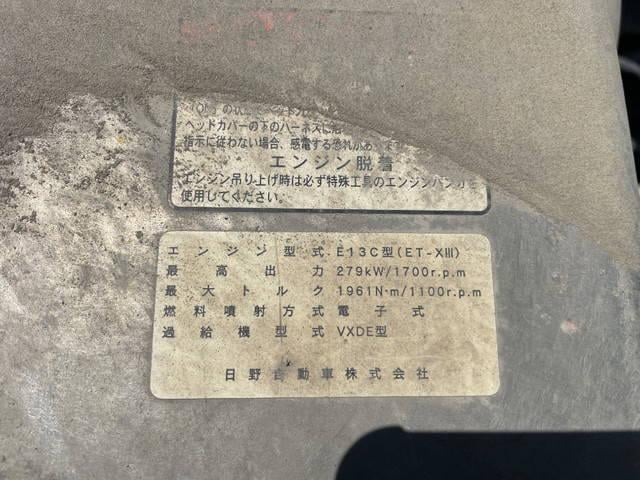 ヘッドカバーの下のハーネスに
指示に従わない場合、感電する恐れがあ
エンジン脱着
エンジン吊り上げ時は必ず特殊工具のエンジンハンガを
使用してください。
エンジン型式 E13C型(ET-XⅢ)
最高出力 279kW/1700r.p.m
最大トルク 1961N·m/1100r.p.m
燃料噴射方式 電子式
過給機型式 VXDE型
日野自動車株式会社